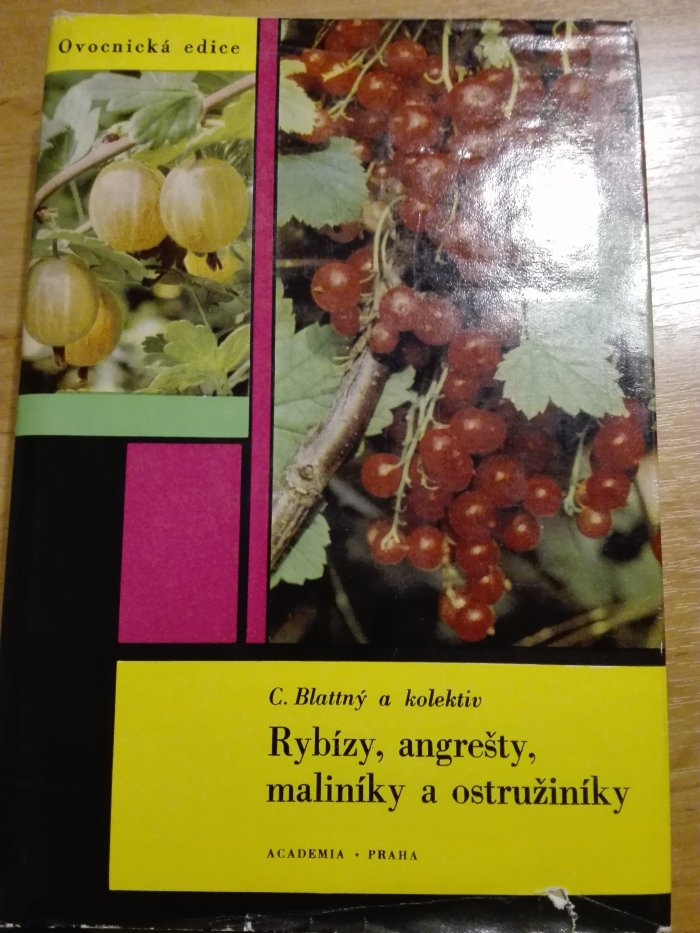 Ovocnická edice
C. Blattný a kolektiv
Rybízy, angrešty,
maliníky a ostružiníky
ACADEMIA • PRAHA